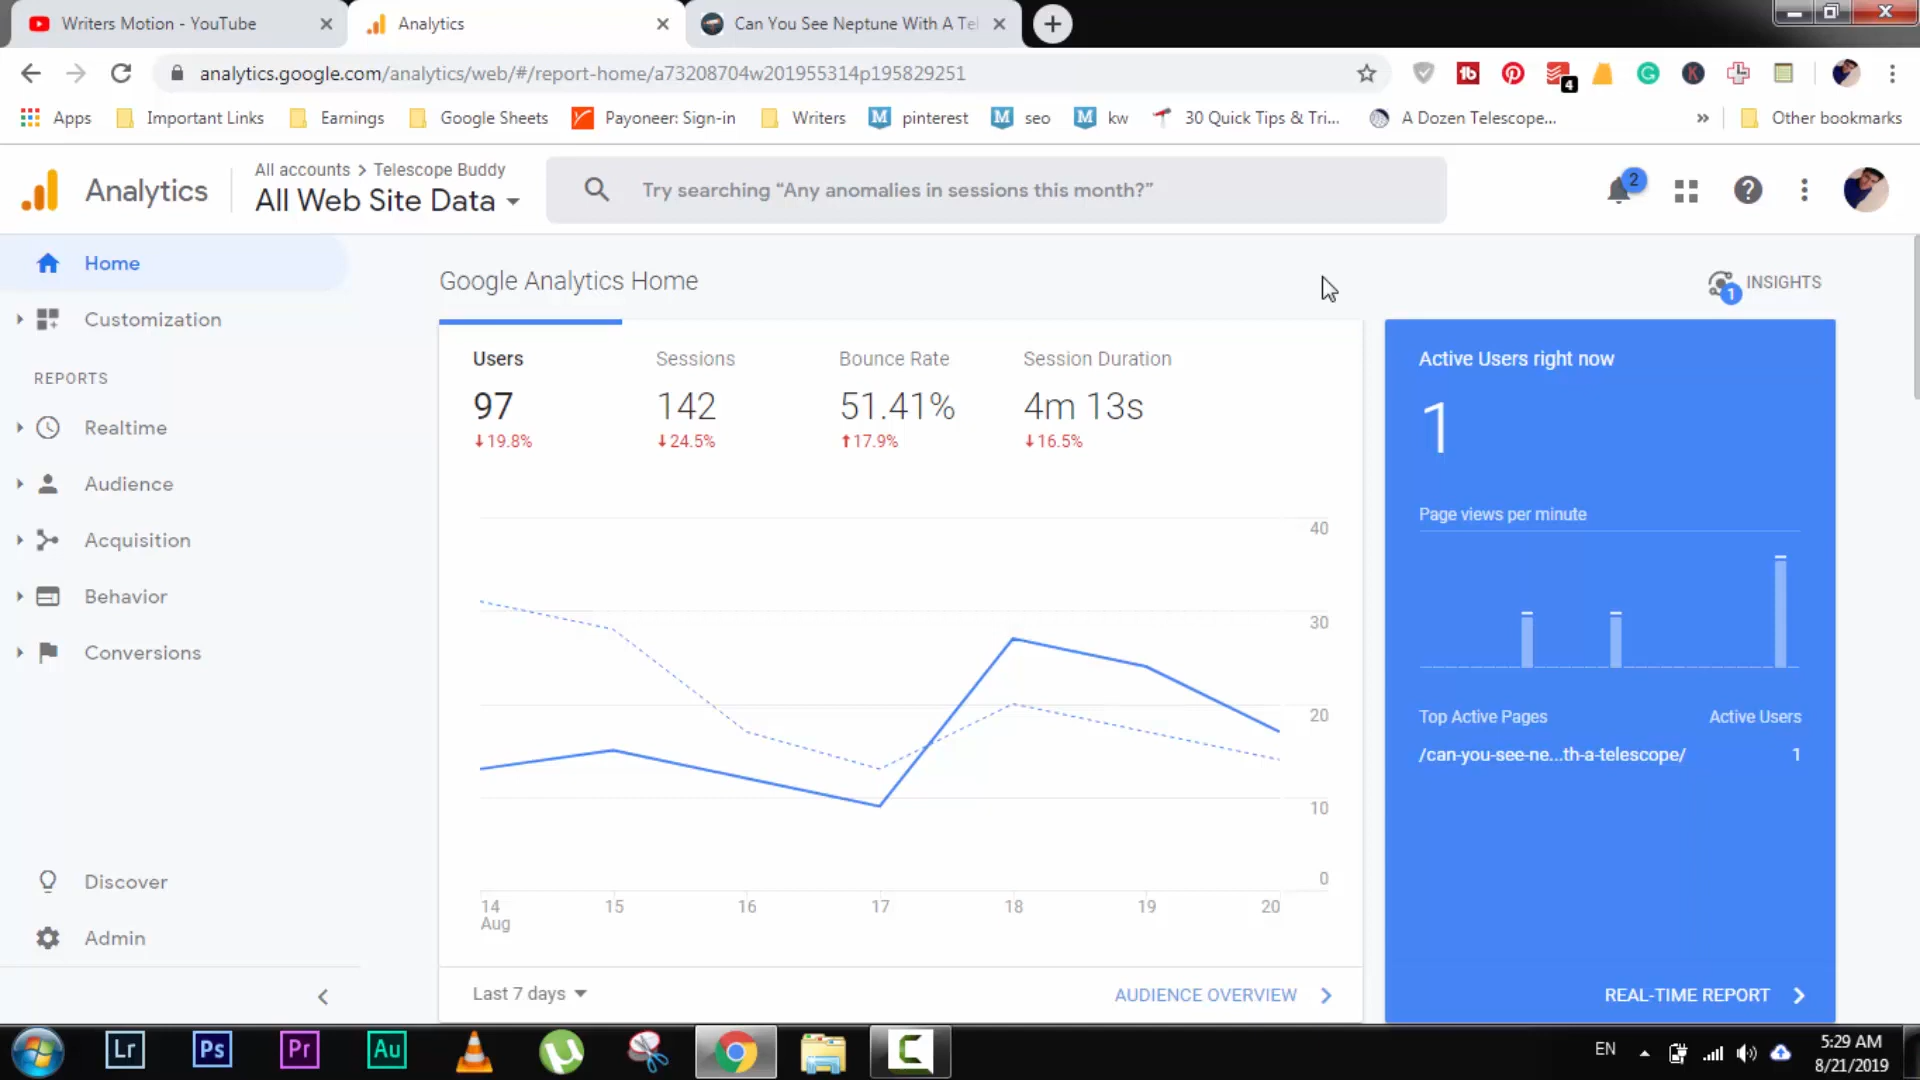 Writers Motion - YouTube
Analytics
Can You See Neptune With A Tel
analytics.google.com/analytics/web/#/report-home/a73208704w201955314p195829251
4
Apps
Important Links
Earnings
Google Sheets
Payoneer: Sign-in
Writers
pinterest
seo
kw
30 Quick Tips & Tri...
A Dozen Telescope...
»
Other bookmarks
Analytics
All accounts > Telescope Buddy
All Web Site Data
Try searching “Any anomalies in sessions this month?”
2
Home
Customization
REPORTS
Realtime
Audience
Acquisition
Behavior
Conversions
Discover
Admin
Google Analytics Home
1
INSIGHTS
Users
97
19.8%
Sessions
142
24.5%
Bounce Rate
51.41%
17.9%
Session Duration
4m 13s
16.5%
40
30
20
10
0
14
Aug
15
16
17
18
19
20
Last 7 days
AUDIENCE OVERVIEW
Active Users right now
1
Page views per minute
Top Active Pages
Active Users
/can-you-see-ne...th-a-telescope/
1
REAL-TIME REPORT
Lr
Ps
Pr
Au
EN
5:29 AM
8/21/2019